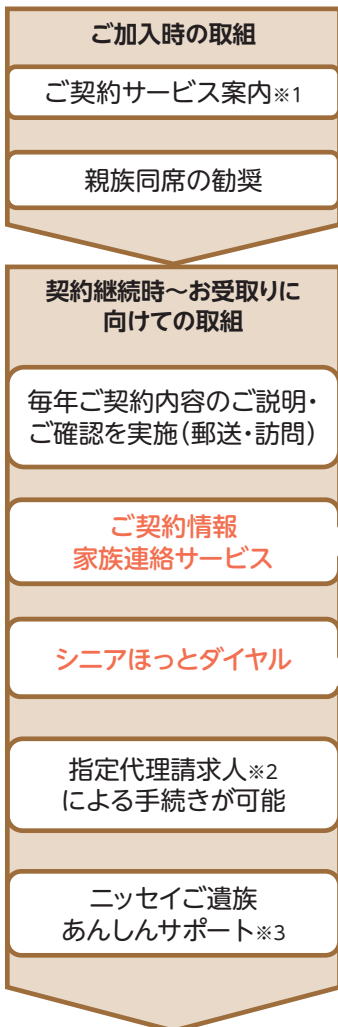 ご加入時の取組
ご契約サービス案内※1
親族同席の勧奨
契約継続時～お受取りに
向けての取組
毎年ご契約内容のご説明・
ご確認を実施（郵送・訪問）
ご契約情報
家族連絡サービス
シニアほっとダイヤル
指定代理請求人※2
による手続きが可能
ニッセイご遺族
あんしんサポート※3